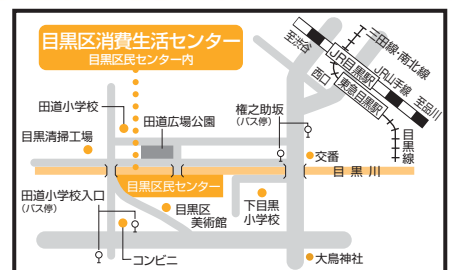 目黒区消費生活センター
目黒区民センター内
至渋谷
三田線・南北線
JR目黒駅
JR山手線
至品川
西口
東急目黒駅
目黒線
田道小学校
田道広場公園
権之助坂
(バス停)
目黒清掃工場
交番
目黒川
目黒区民センター
田道小学校入口
(バス停)
目黒区
美術館
下目黒
小学校
コンビニ
大鳥神社